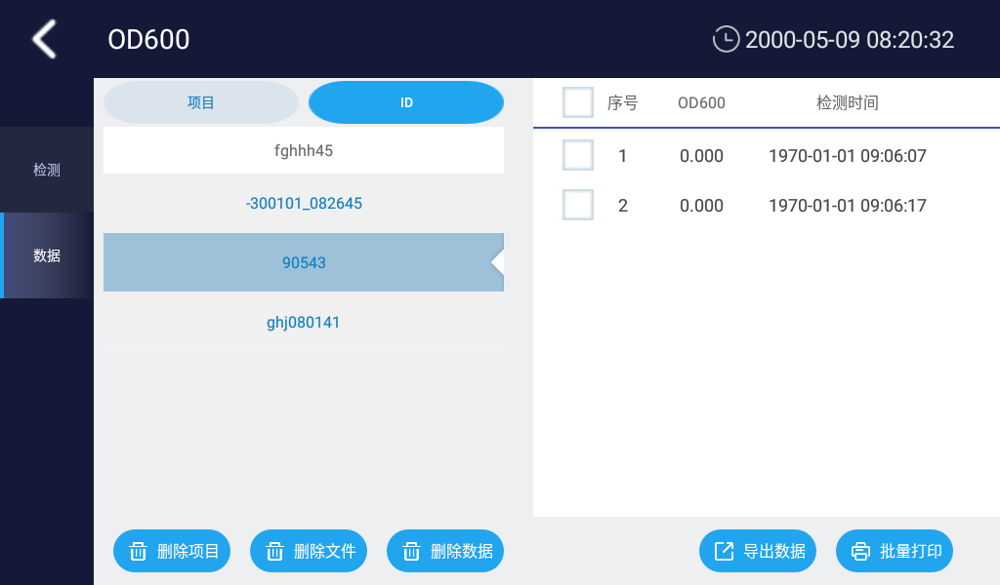 OD600
2000-05-09 08:20:32
检测
数据
项目
ID
fghhh45
-300101_082645
90543
ghj080141
序号 OD600 检测时间
1 0.000 1970-01-01 09:06:07
2 0.000 1970-01-01 09:06:17
删除项目
删除文件
删除数据
导出数据
批量打印